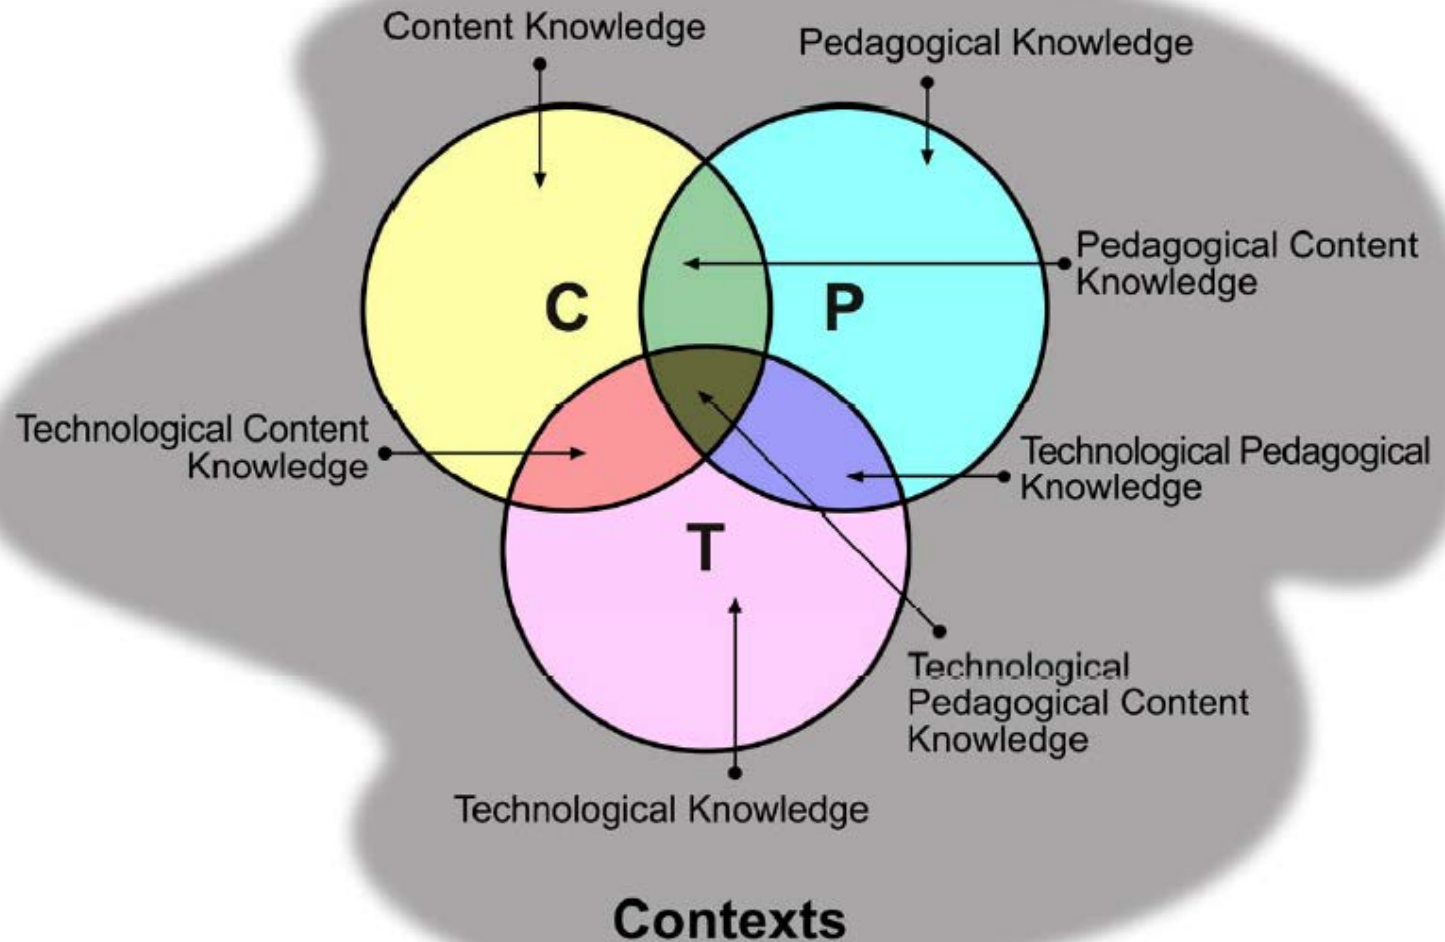 Content Knowledge
Pedagogical Knowledge
Pedagogical Content
Knowledge
C
P
Technological Content
Knowledge
Technological Pedagogical
Knowledge
T
Technological
Pedagogical Content
Knowledge
Technological Knowledge
Contexts